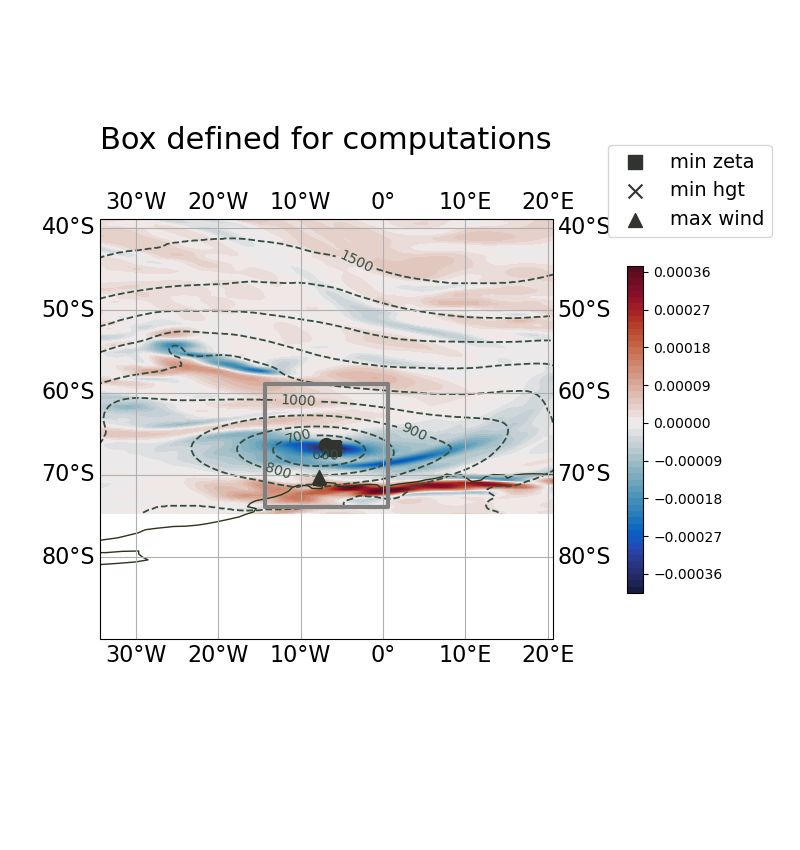 Box defined for computations
min zeta
min hgt
max wind
30°W 20°W 10°W 0° 10°E 20°E
40°S 40°S
50°S 50°S
60°S 60°S
70°S 70°S
80°S 80°S
30°W 20°W 10°W 0° 10°E 20°E
1500
1000
900
700
800
0.00036
0.00027
0.00018
0.00009
0.00000
−0.00009
−0.00018
−0.00027
−0.00036